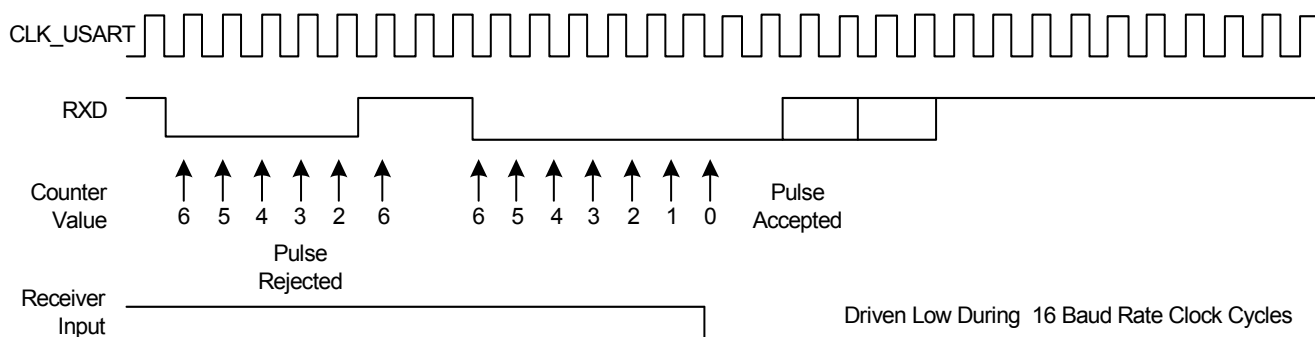 CLK_USART
RXD
Counter
Value
6 5 4 3 2 6 6 5 4 3 2 1 0
Pulse
Accepted
Pulse
Rejected
Receiver
Input
Driven Low During 16 Baud Rate Clock Cycles